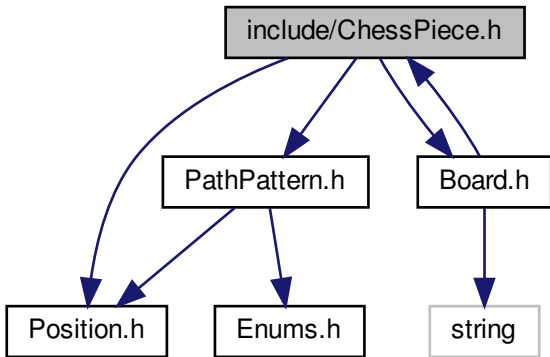 include/ChessPiece.h
PathPattern.h
Board.h
Position.h
Enums.h
string